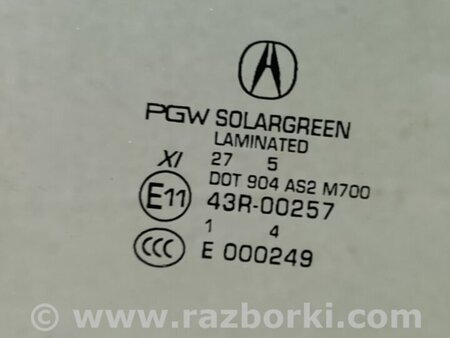 PGW SOLARGREEN
LAMINATED
XI 27 5
DOT 904 AS2 M700
E11 43R-00257
1 4
CCC E 000249
© www.razborki.com